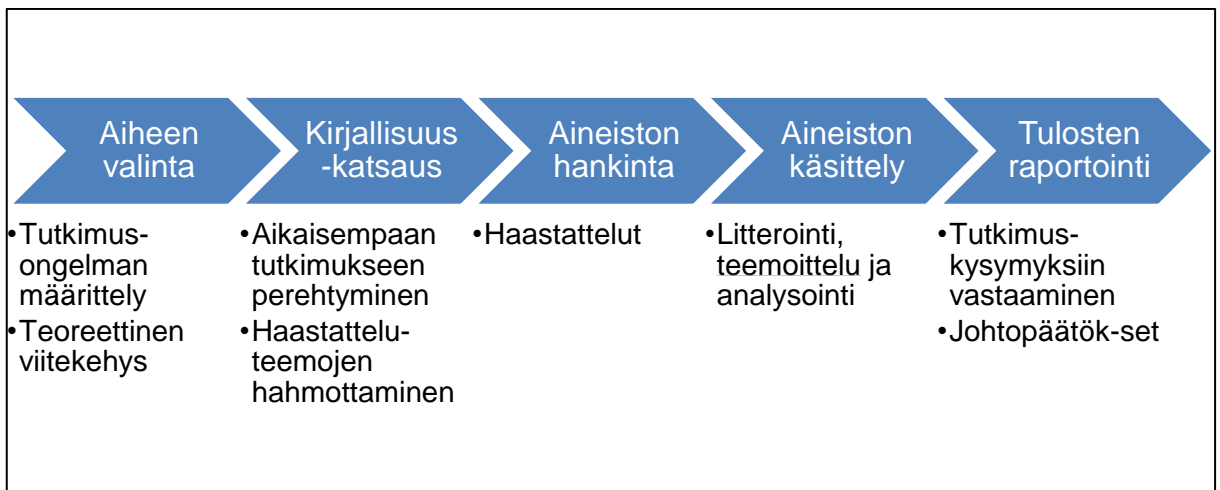 Aiheen
valinta
Kirjallisuus
-katsaus
Aineiston
hankinta
Aineiston
käsittely
Tulosten
raportointi
•Tutkimus-
ongelman
määrittely
•Teoreettinen
viitekehys
•Aikaisempaan
tutkimukseen
perehtyminen
•Haastattelu-
teemojen
hahmottaminen
•Haastattelut
•Litterointi,
teemoittelu ja
analysointi
•Tutkimus-
kysymyksiin
vastaaminen
•Johtopäätök-set